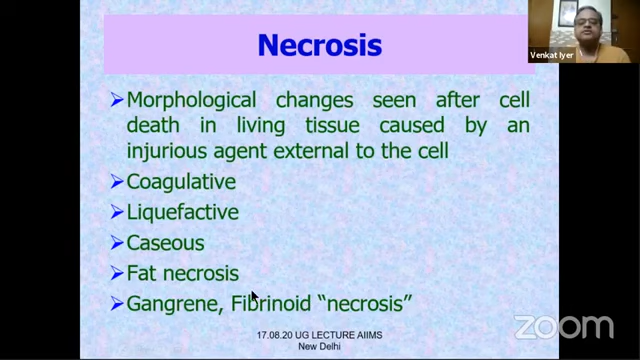 Necrosis
Venkat Iyer
➢Morphological changes seen after cell
death in living tissue caused by an
injurious agent external to the cell
➢Coagulative
➢Liquefactive
➢Caseous
➢Fat necrosis
➢Gangrene, Fibrinoid “necrosis”
17.08.20 UG LECTURE AIIMS
New Delhi
zoom